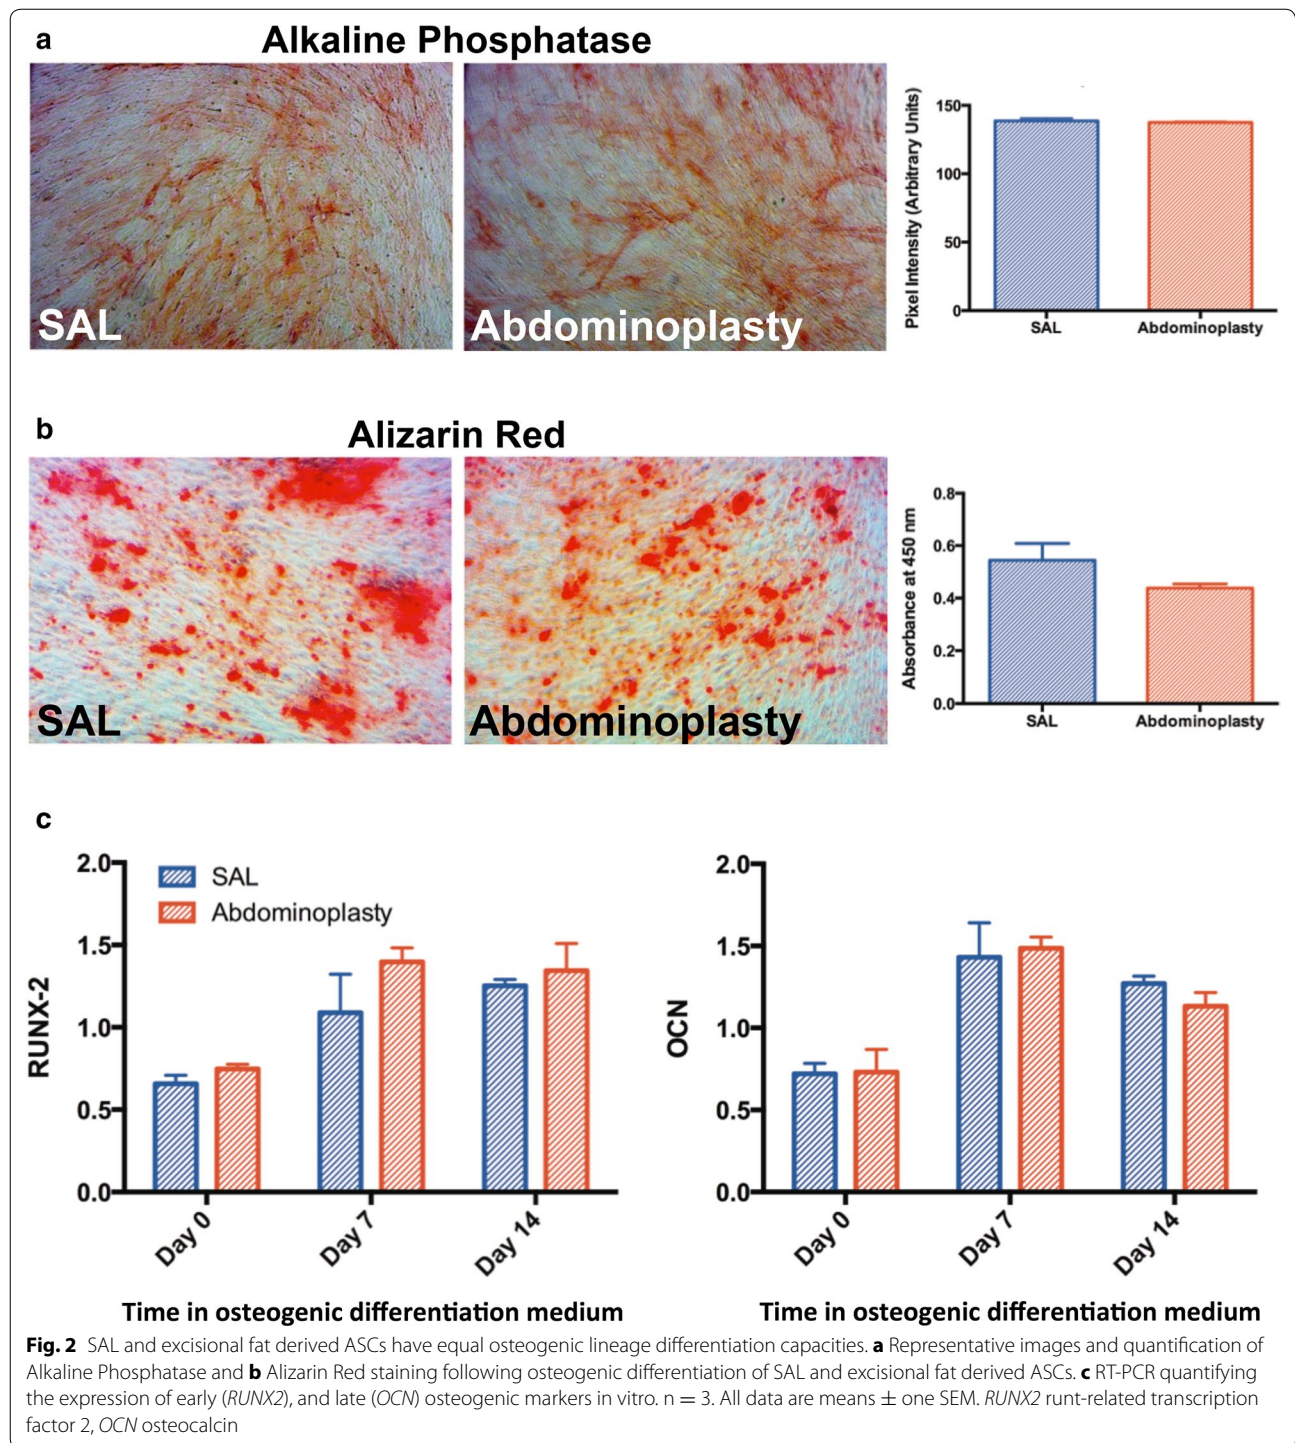 a
Alkaline Phosphatase
SAL
Abdominoplasty
Pixel Intensity (Arbitrary Units)
150
100
50
0
SAL
Abdominoplasty
b
Alizarin Red
SAL
Abdominoplasty
Absorbance at 450 nm
0.8
0.6
0.4
0.2
0.0
SAL
Abdominoplasty
c
RUNX-2
2.0
1.5
1.0
0.5
0.0
SAL
Abdominoplasty
Day 0
Day 7
Day 14
Time in osteogenic differentiation medium
OCN
2.0
1.5
1.0
0.5
0.0
Day 0
Day 7
Day 14
Time in osteogenic differentiation medium
Fig. 2 SAL and excisional fat derived ASCs have equal osteogenic lineage differentiation capacities. a Representative images and quantification of
Alkaline Phosphatase and b Alizarin Red staining following osteogenic differentiation of SAL and excisional fat derived ASCs. c RT-PCR quantifying
the expression of early (RUNX2), and late (OCN) osteogenic markers in vitro. n = 3. All data are means ± one SEM. RUNX2 runt-related transcription
factor 2, OCN osteocalcin